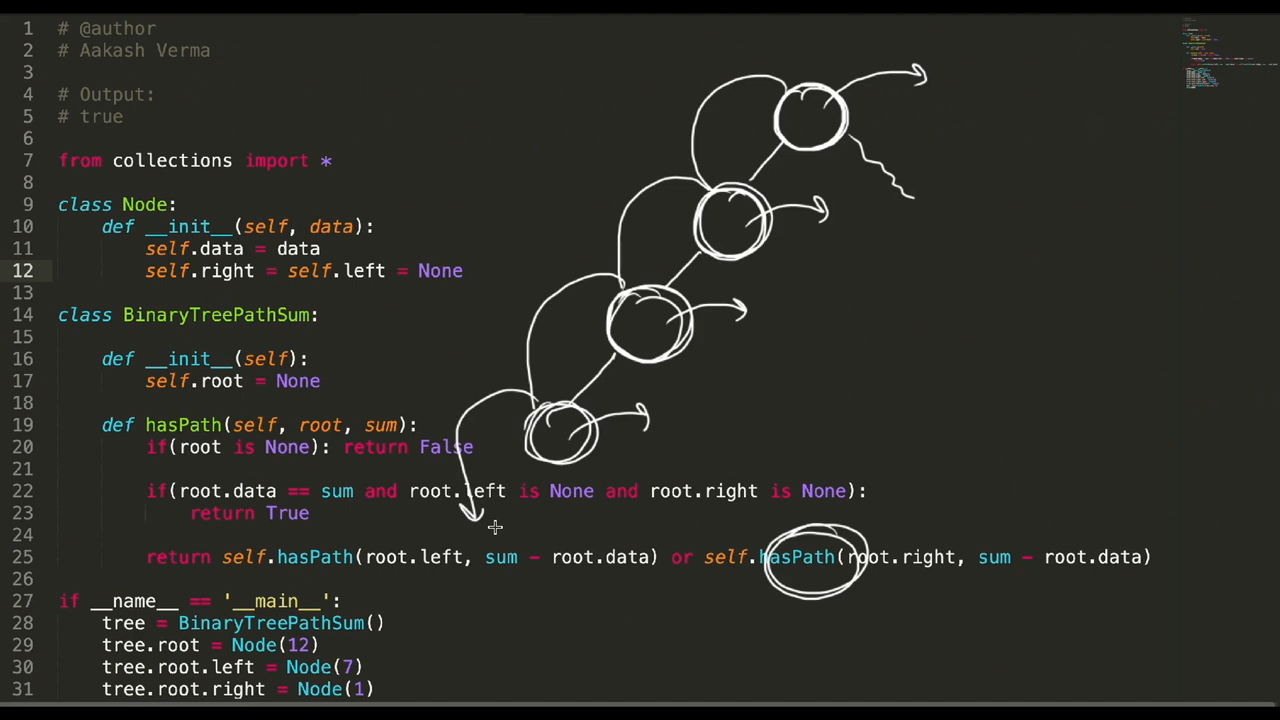 1 # @author
2 # Aakash Verma
3
4 # Output:
5 # true
6
7 from collections import *
8
9 class Node:
10 def __init__(self, data):
11 self.data = data
12 self.right = self.left = None
13
14 class BinaryTreePathSum:
15
16 def __init__(self):
17 self.root = None
18
19 def hasPath(self, root, sum):
20 if(root is None): return False
21
22 if(root.data == sum and root.left is None and root.right is None):
23 return True
24
25 return self.hasPath(root.left, sum - root.data) or self.hasPath(root.right, sum - root.data)
26
27 if __name__ == '__main__':
28 tree = BinaryTreePathSum()
29 tree.root = Node(12)
30 tree.root.left = Node(7)
31 tree.root.right = Node(1)